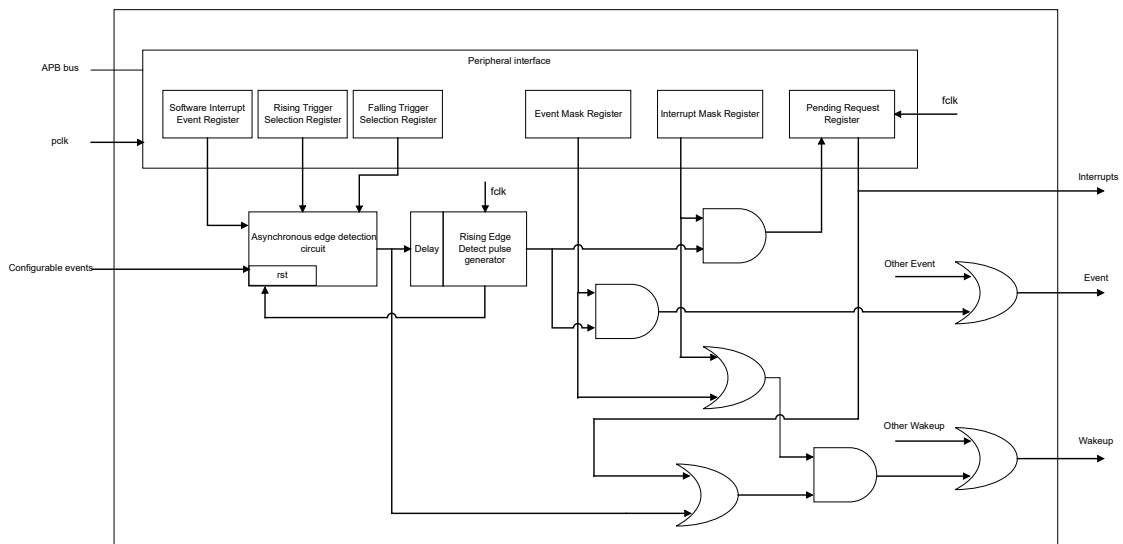 Peripheral interface
APB bus
Software Interrupt
Event Register
Rising Trigger
Selection Register
Falling Trigger
Selection Register
Event Mask Register
Interrupt Mask Register
Pending Request
Register
fclk
pclk
Interrupts
fclk
Asynchronous edge detection
circuit
Delay
Rising Edge
Detect pulse
generator
Configurable events
rst
Other Event
Event
Other Wakeup
Wakeup